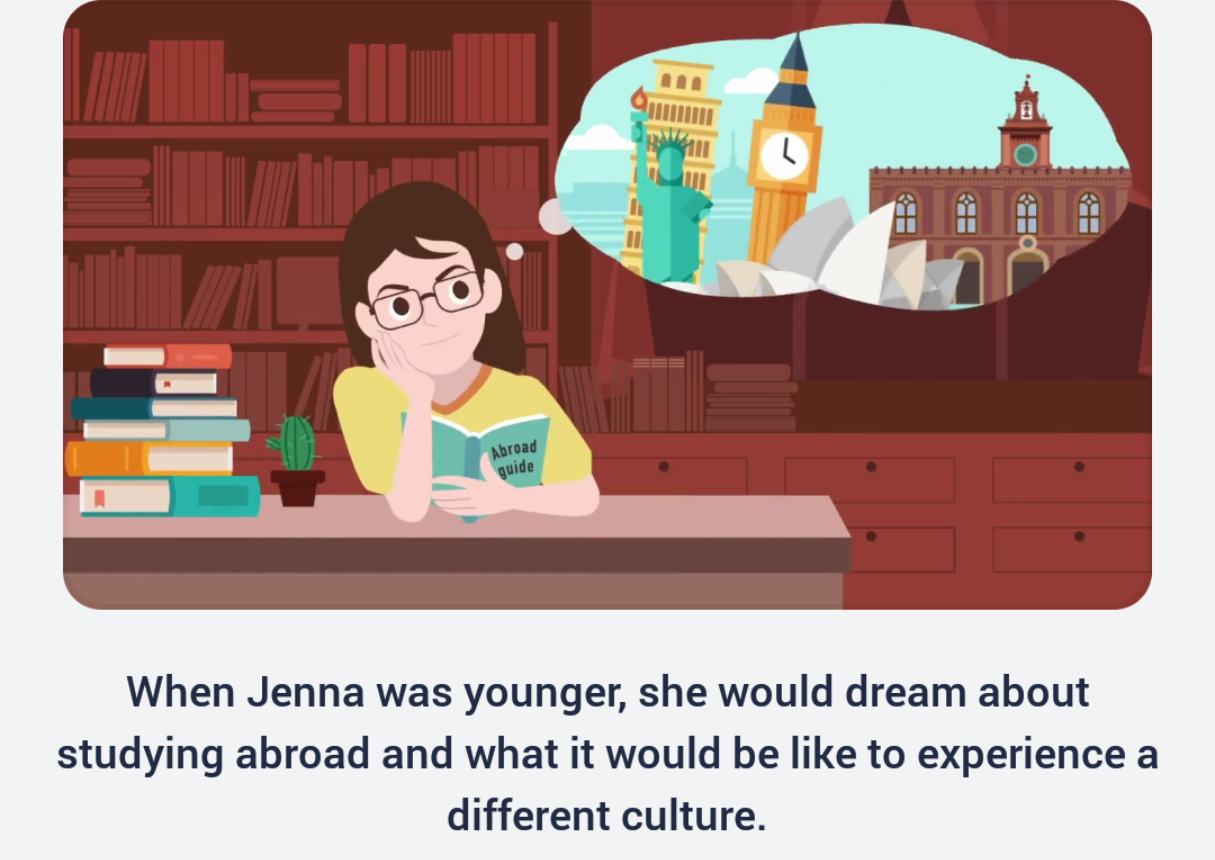 Abroad
guide
When Jenna was younger, she would dream about
studying abroad and what it would be like to experience a
different culture.